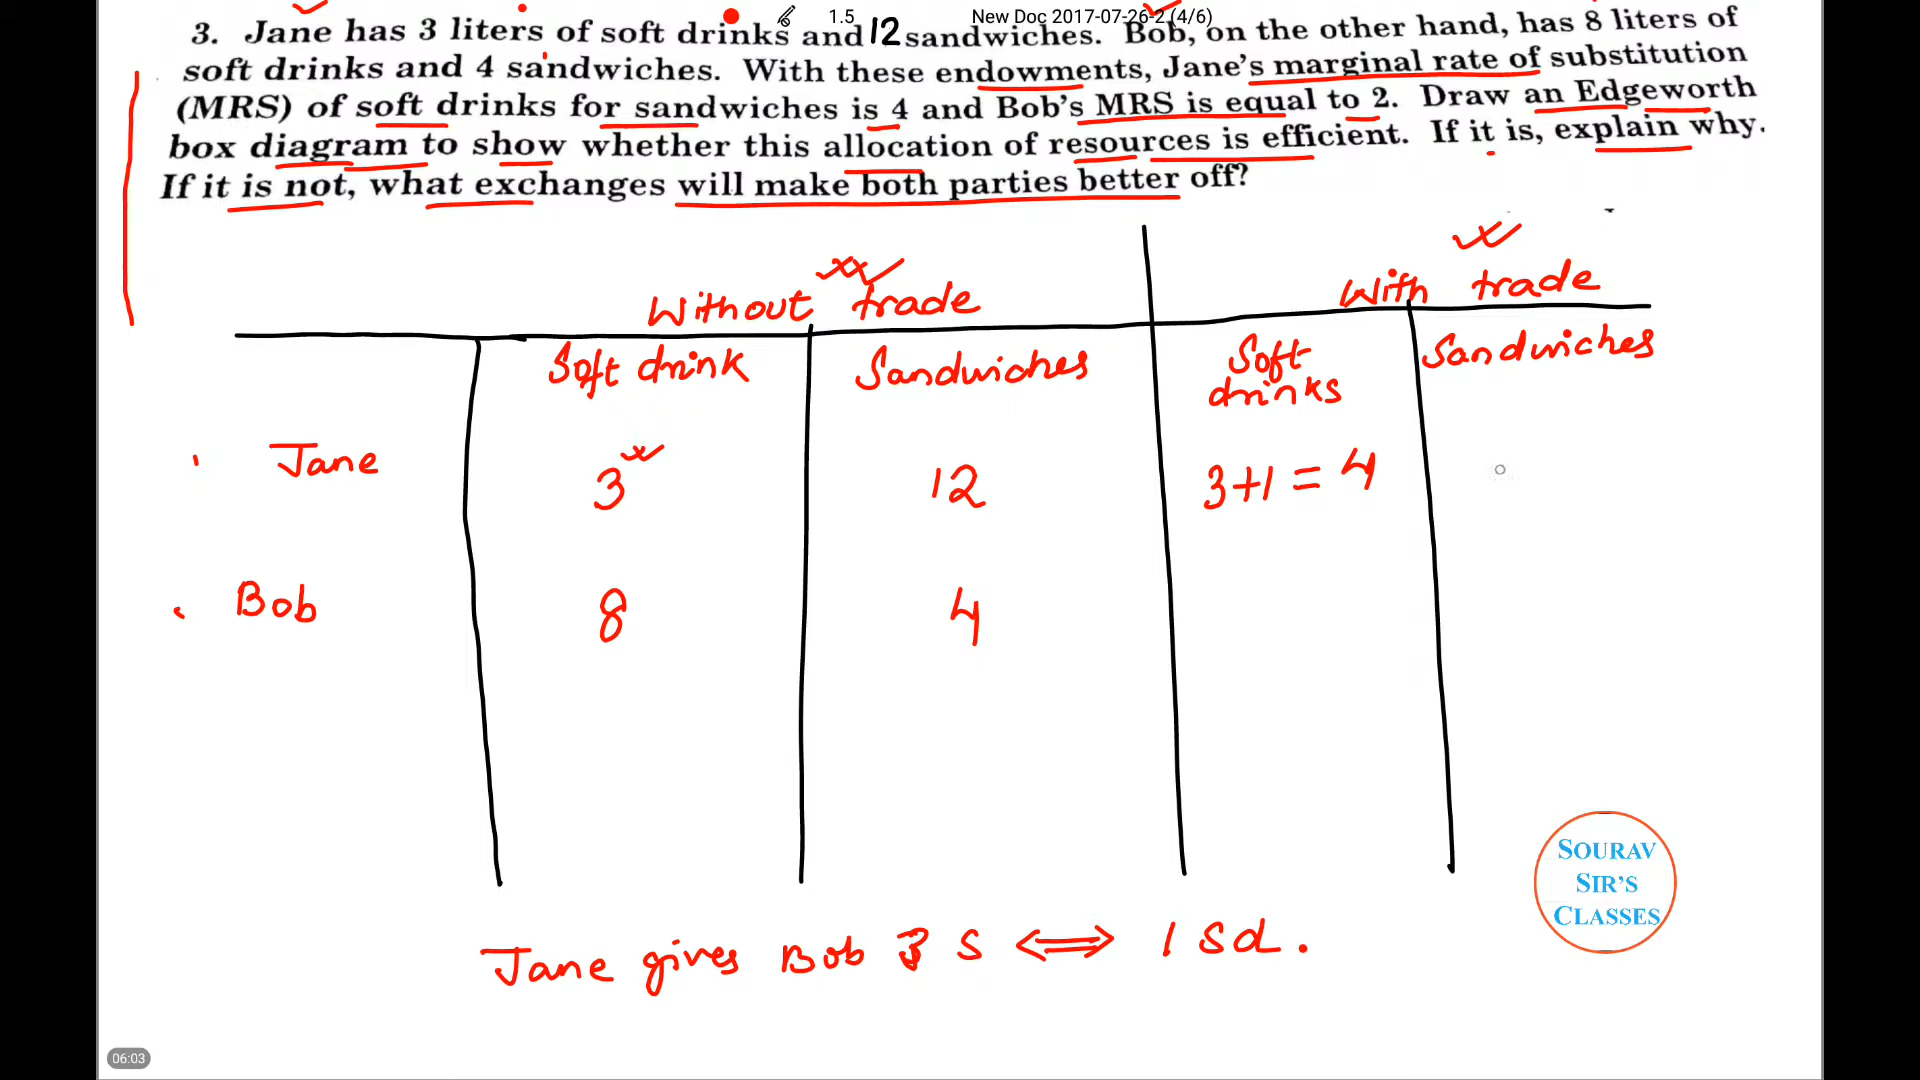 1.5 New Doc 2017-07-26-2 (4/6)
3. Jane has 3 liters of soft drinks and 12 sandwiches. Bob, on the other hand, has 8 liters of
soft drinks and 4 sandwiches. With these endowments, Jane's marginal rate of substitution
(MRS) of soft drinks for sandwiches is 4 and Bob's MRS is equal to 2. Draw an Edgeworth
box diagram to show whether this allocation of resources is efficient. If it is, explain why.
If it is not, what exchanges will make both parties better off?
Without trade With trade
Soft drink Sandwiches Soft drinks Sandwiches
Jane 3 12 3+1 = 4
Bob 8 4
SOURAV
SIR'S
CLASSES
Jane gives Bob 3 S ⟺ 1 Sd.
06:03